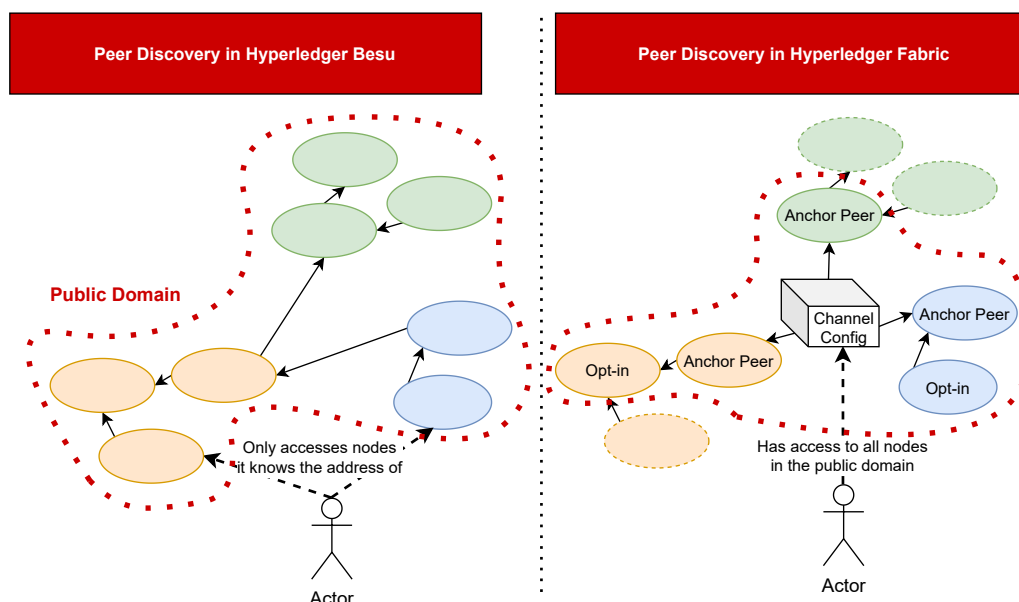 Peer Discovery in Hyperledger Besu
Public Domain
Only accesses nodes
it knows the address of
Actor
Peer Discovery in Hyperledger Fabric
Anchor Peer
Channel
Config
Anchor Peer
Anchor Peer
Opt-in
Opt-in
Has access to all nodes
in the public domain
Actor